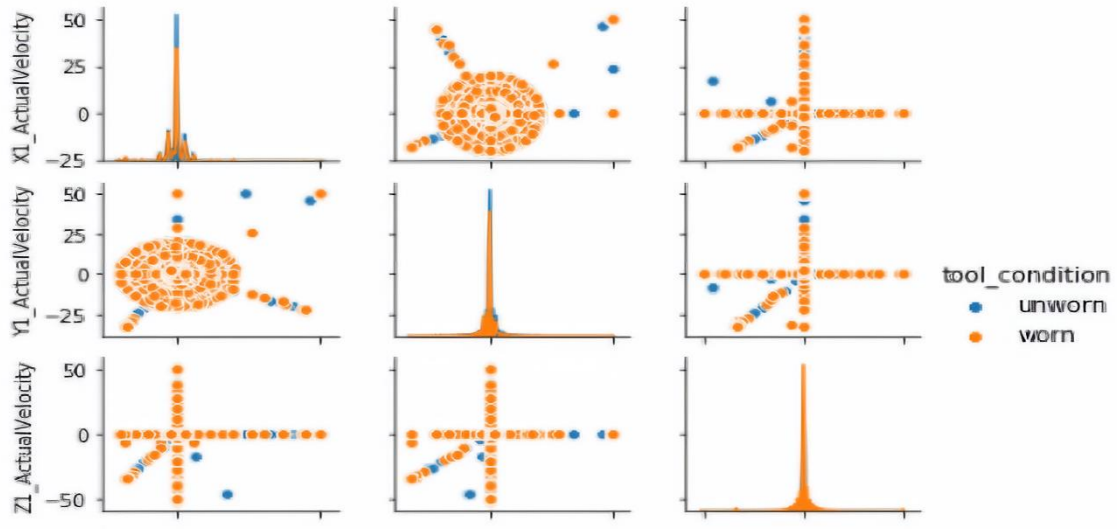 X1_ActualVelocity
50
25
0
−25
Y1_ActualVelocity
50
25
0
−25
Z1_ActualVelocity
50
0
−50
tool_condition
unworn
worn